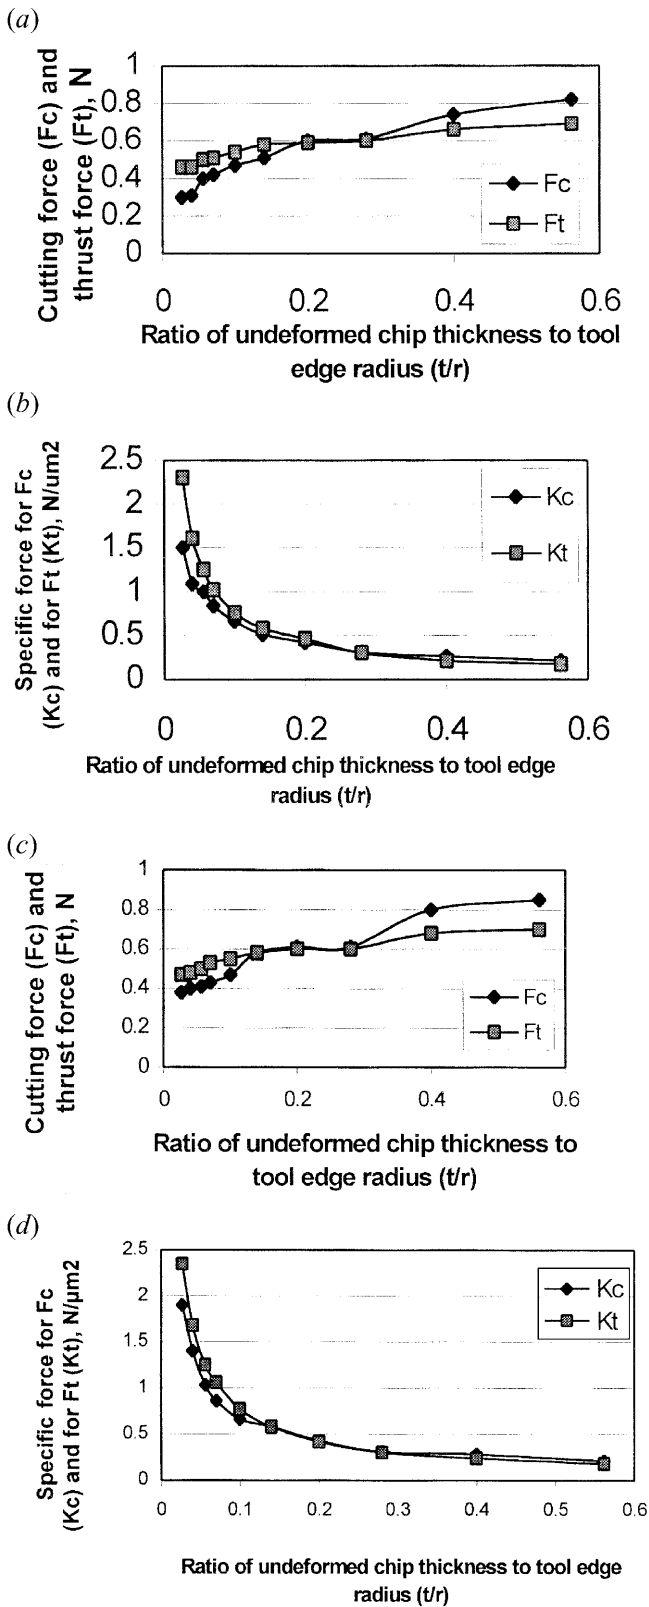 (a)
Cutting force (Fc) and
thrust force (Ft), N
1
0.8
0.6
0.4
0.2
0
Fc
Ft
0 0.2 0.4 0.6
Ratio of undeformed chip thickness to tool
edge radius (t/r)
(b)
Specific force for Fc
(Kc) and for Ft (Kt), N/um2
2.5
2
1.5
1
0.5
0
Kc
Kt
0 0.2 0.4 0.6
Ratio of undeformed chip thickness to tool edge
radius (t/r)
(c)
Cutting force (Fc) and
thrust force (Ft), N
1
0.8
0.6
0.4
0.2
0
Fc
Ft
0 0.2 0.4 0.6
Ratio of undeformed chip thickness to
tool edge radius (t/r)
(d)
Specific force for Fc
(Kc) and for Ft (Kt), N/µm2
2.5
2
1.5
1
0.5
0
Kc
Kt
0 0.1 0.2 0.3 0.4 0.5 0.6
Ratio of undeformed chip thickness to tool edge
radius (t/r)